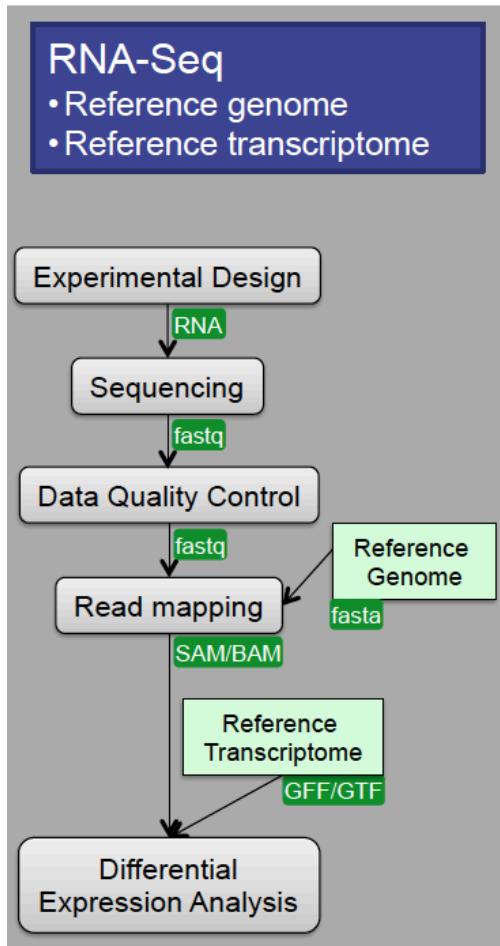 RNA-Seq
• Reference genome
• Reference transcriptome
Experimental Design
RNA
Sequencing
fastq
Data Quality Control
fastq
Reference
Genome
fasta
Read mapping
SAM/BAM
Reference
Transcriptome
GFF/GTF
Differential
Expression Analysis